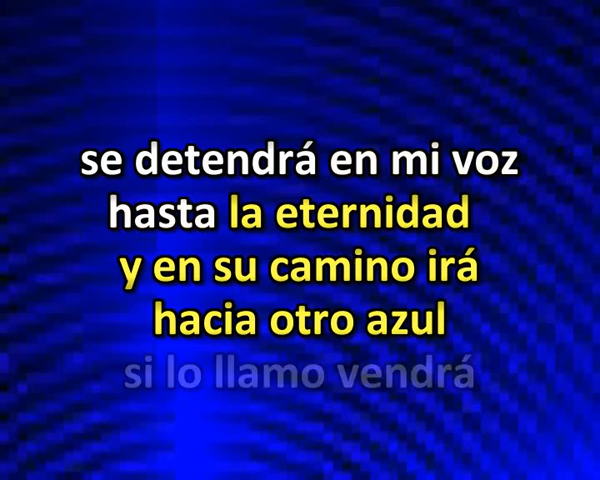 se detendrá en mi voz
hasta la eternidad
y en su camino irá
hacia otro azul
si lo llamo vendrá